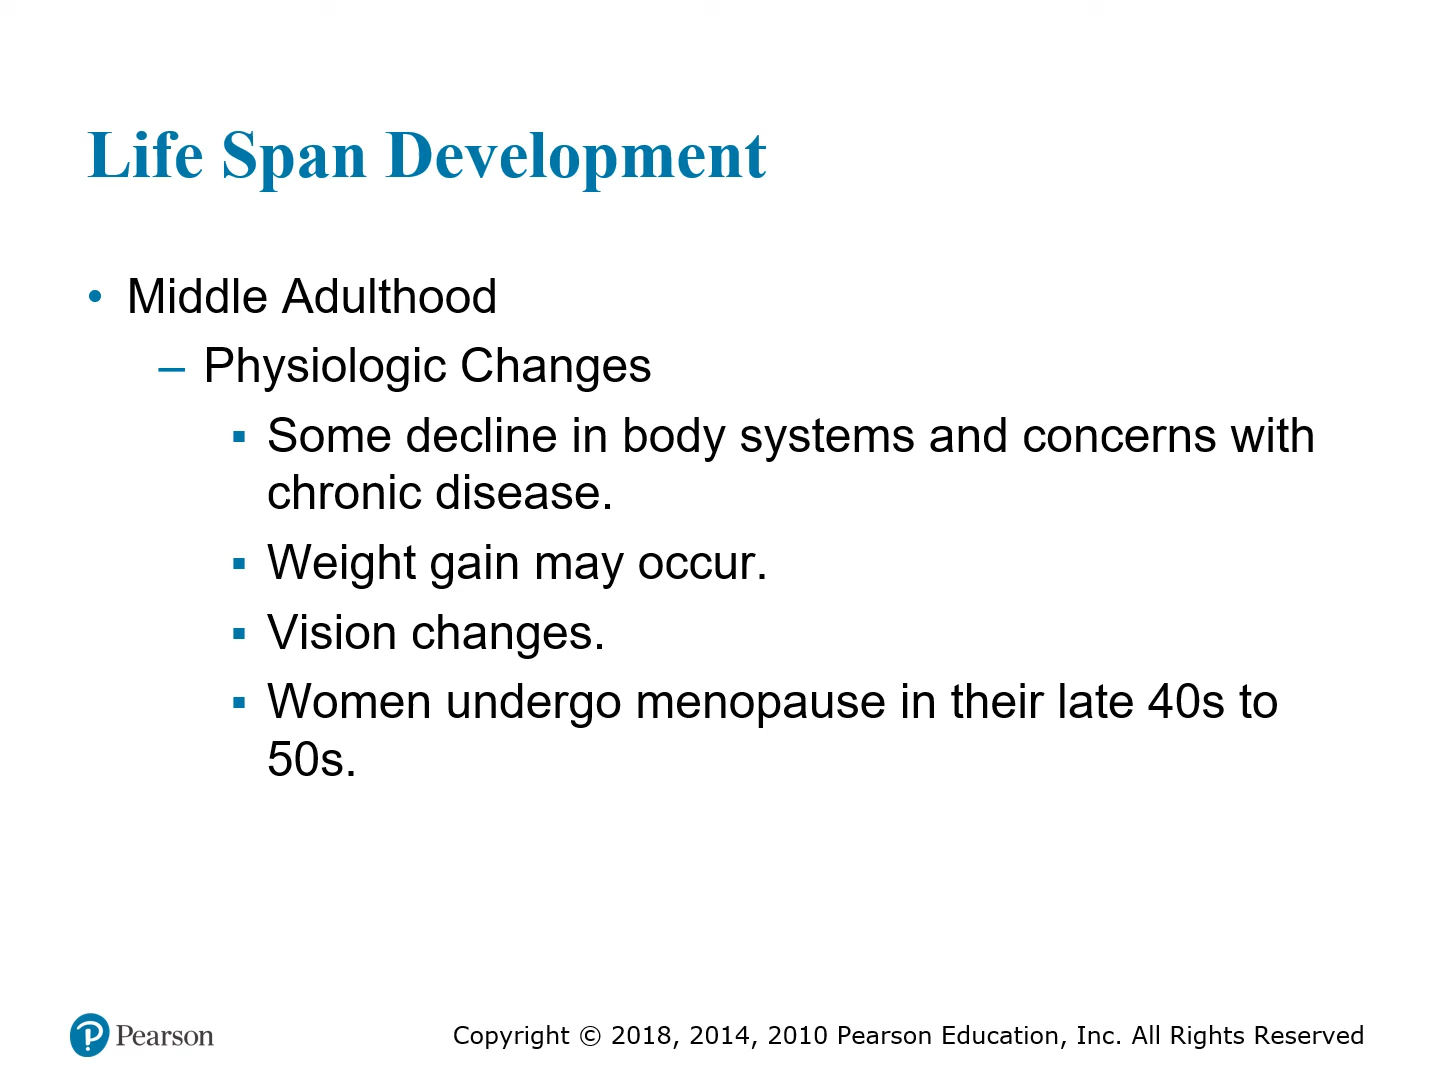 Life Span Development
• Middle Adulthood
– Physiologic Changes
▪ Some decline in body systems and concerns with
chronic disease.
▪ Weight gain may occur.
▪ Vision changes.
▪ Women undergo menopause in their late 40s to
50s.
Pearson
Copyright © 2018, 2014, 2010 Pearson Education, Inc. All Rights Reserved